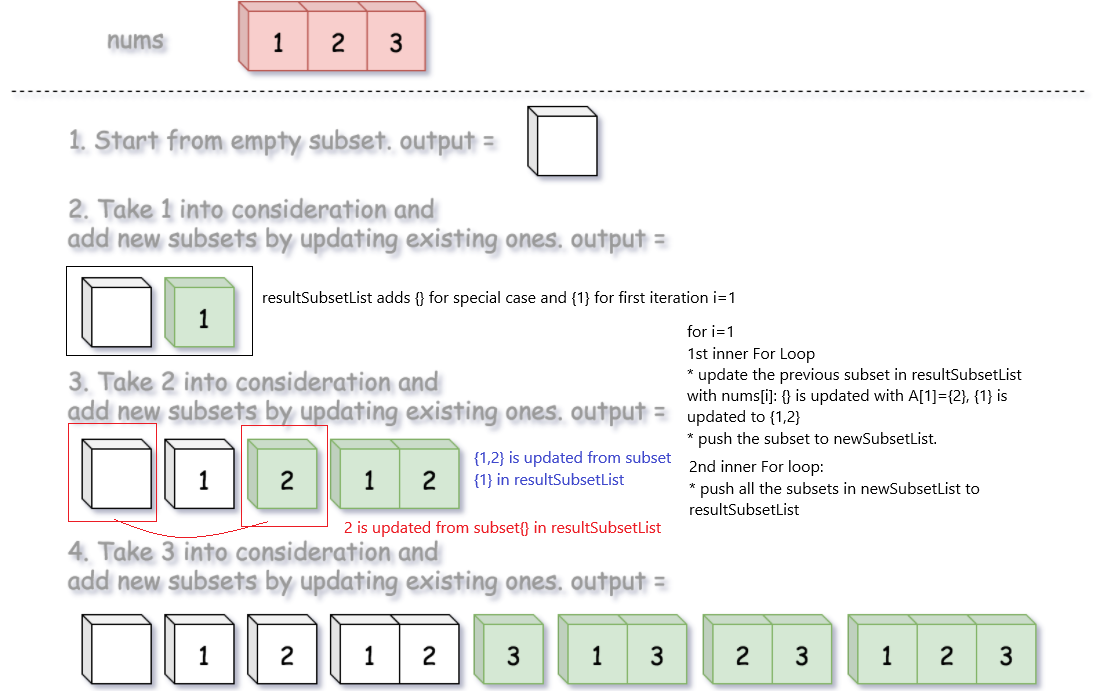 nums
1 2 3
1. Start from empty subset. output =
2. Take 1 into consideration and
add new subsets by updating existing ones. output =
1
resultSubsetList adds {} for special case and {1} for first iteration i=1
for i=1
1st inner For Loop
* update the previous subset in resultSubsetList
with nums[i]: {} is updated with A[1]={2}, {1} is
updated to {1,2}
* push the subset to newSubsetList.
2nd inner For loop:
* push all the subsets in newSubsetList to
resultSubsetList
3. Take 2 into consideration and
add new subsets by updating existing ones. output =
1 2 1 2
{1,2} is updated from subset
{1} in resultSubsetList
2 is updated from subset{} in resultSubsetList
4. Take 3 into consideration and
add new subsets by updating existing ones. output =
1 2 1 2 3 1 3 2 3 1 2 3